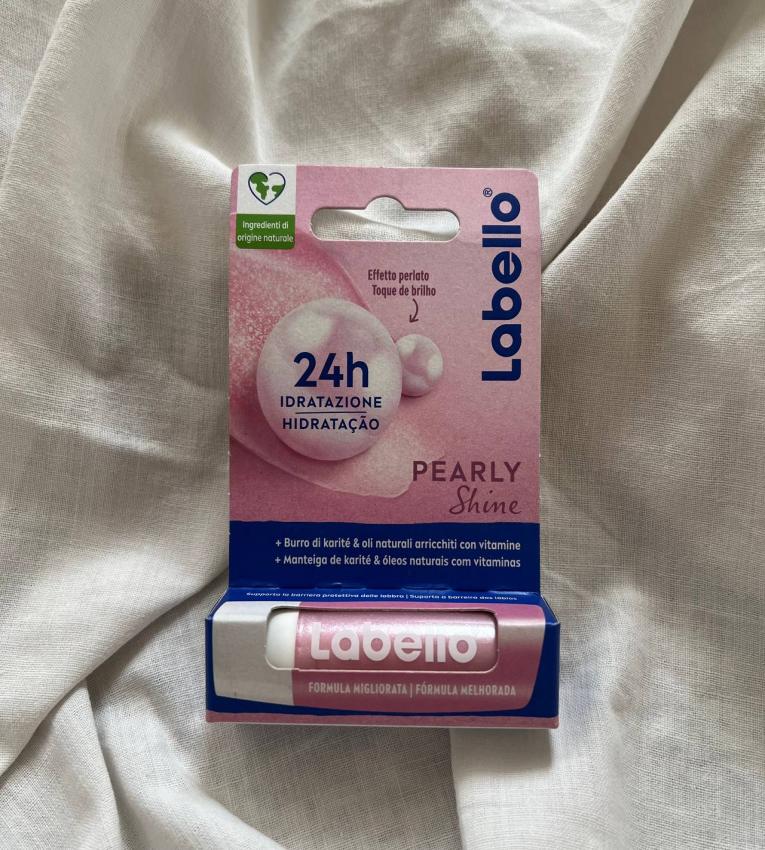 Ingredienti di
origine naturale
Labello®
Effetto perlato
Toque de brilho
24h
IDRATAZIONE
HIDRATAÇÃO
PEARLY
Shine
+ Burro di karité & oli naturali arricchiti con vitamine
+ Manteiga de karité & óleos naturais com vitaminas
Supporta la barriera protettiva delle labbra | Suporta a barreira dos lábios
Labello
FORMULA MIGLIORATA | FÓRMULA MELHORADA